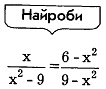 Найроби
x/(x² - 9) = (6 - x²)/(9 - x²)